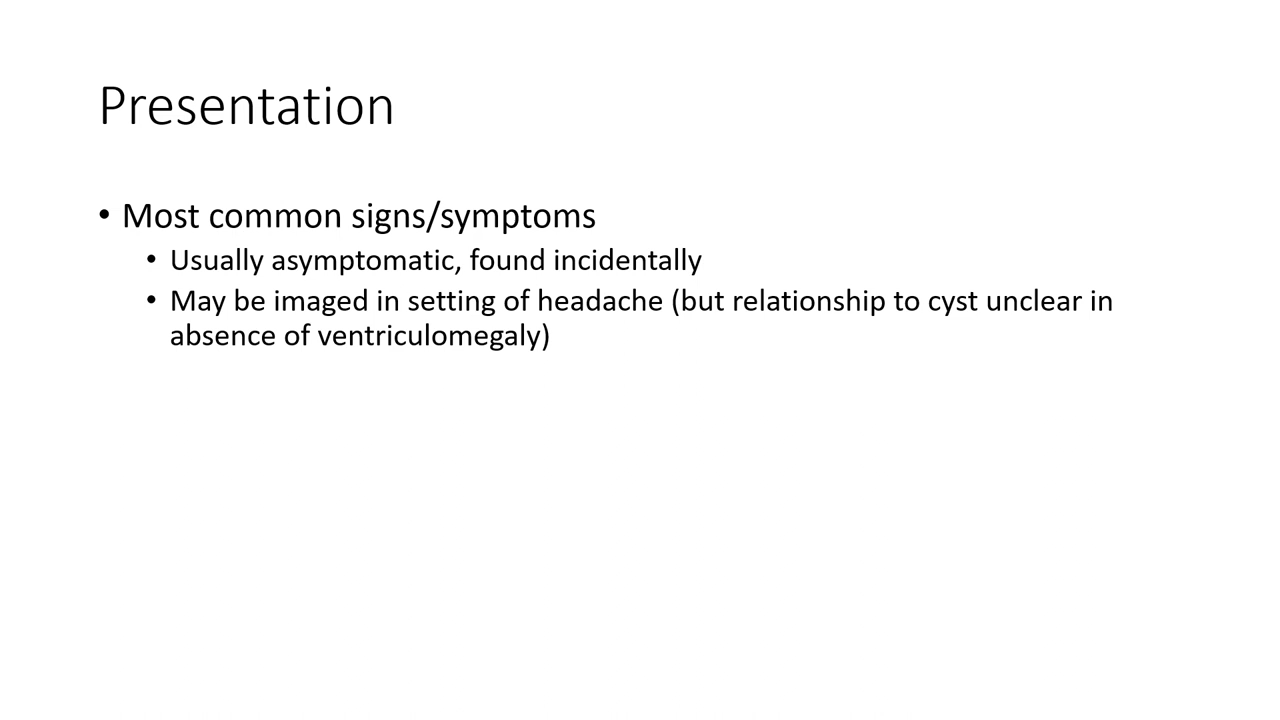 Presentation
• Most common signs/symptoms
• Usually asymptomatic, found incidentally
• May be imaged in setting of headache (but relationship to cyst unclear in
absence of ventriculomegaly)